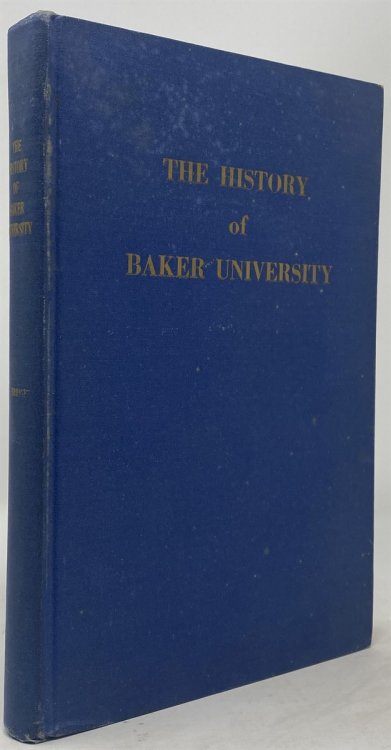 THE HISTORY
of
BAKER UNIVERSITY
THE
HISTORY
OF
BAKER
UNIVERSITY